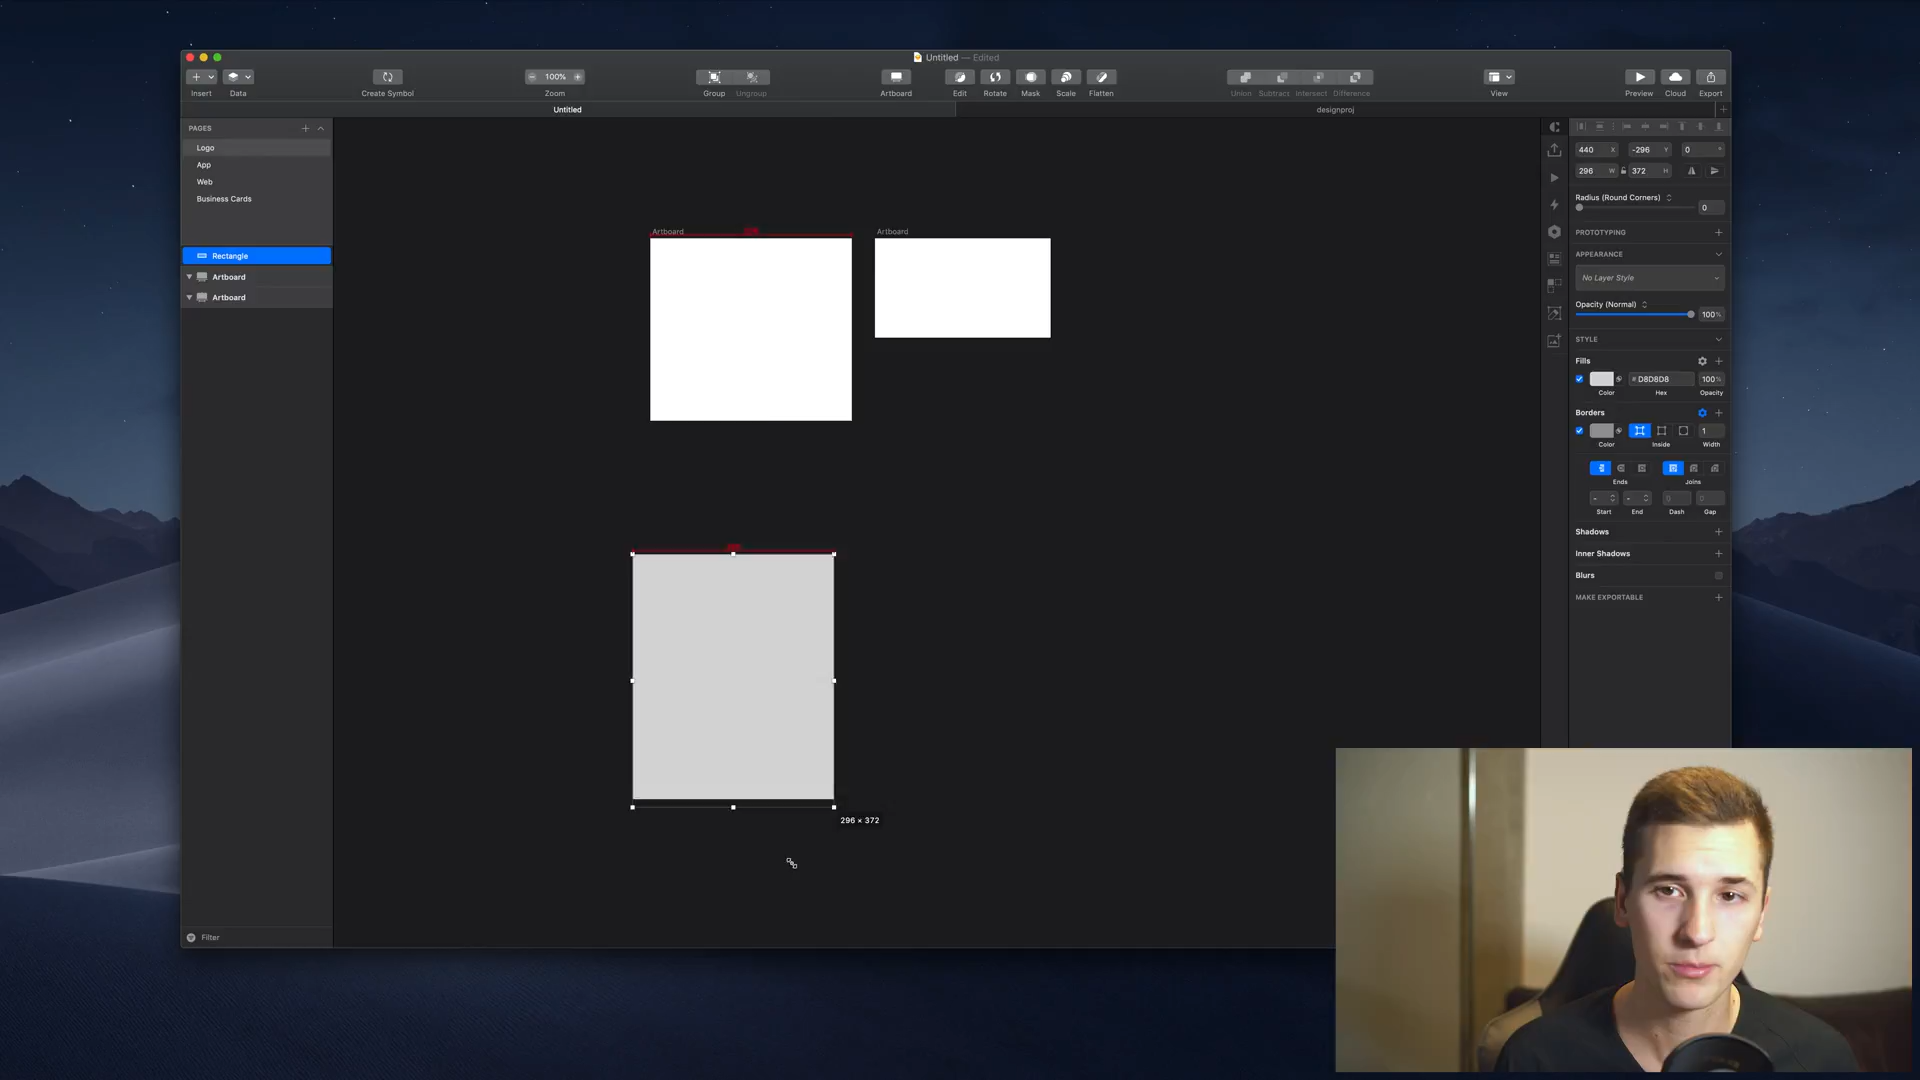 Untitled — Edited
100%
Insert
Data
Create Symbol
Zoom
Group
Ungroup
Artboard
Edit
Rotate
Mask
Scale
Flatten
Union
Subtract
Intersect
Difference
View
Preview
Cloud
Export
Untitled
designproj
PAGES
Logo
App
Web
Business Cards
Rectangle
Artboard
Artboard
Filter
Artboard
Artboard
296 × 372
440 X
-296 Y
0 °
296 W
372 H
Radius (Round Corners)
0
PROTOTYPING
APPEARANCE
No Layer Style
Opacity (Normal)
100%
STYLE
Fills
# D8D8D8
100%
Color
Hex
Opacity
Borders
1
Color
Inside
Width
Ends
Joins
-
-
0
0
Start
End
Dash
Gap
Shadows
Inner Shadows
Blurs
MAKE EXPORTABLE